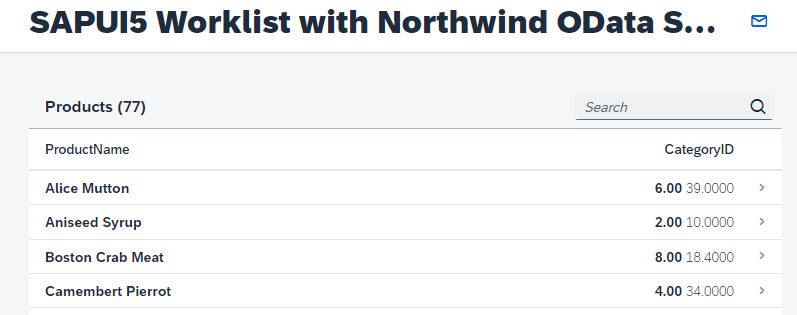 SAPUI5 Worklist with Northwind OData S...
Products (77)
Search
ProductName CategoryID
Alice Mutton 6.00 39.0000
Aniseed Syrup 2.00 10.0000
Boston Crab Meat 8.00 18.4000
Camembert Pierrot 4.00 34.0000